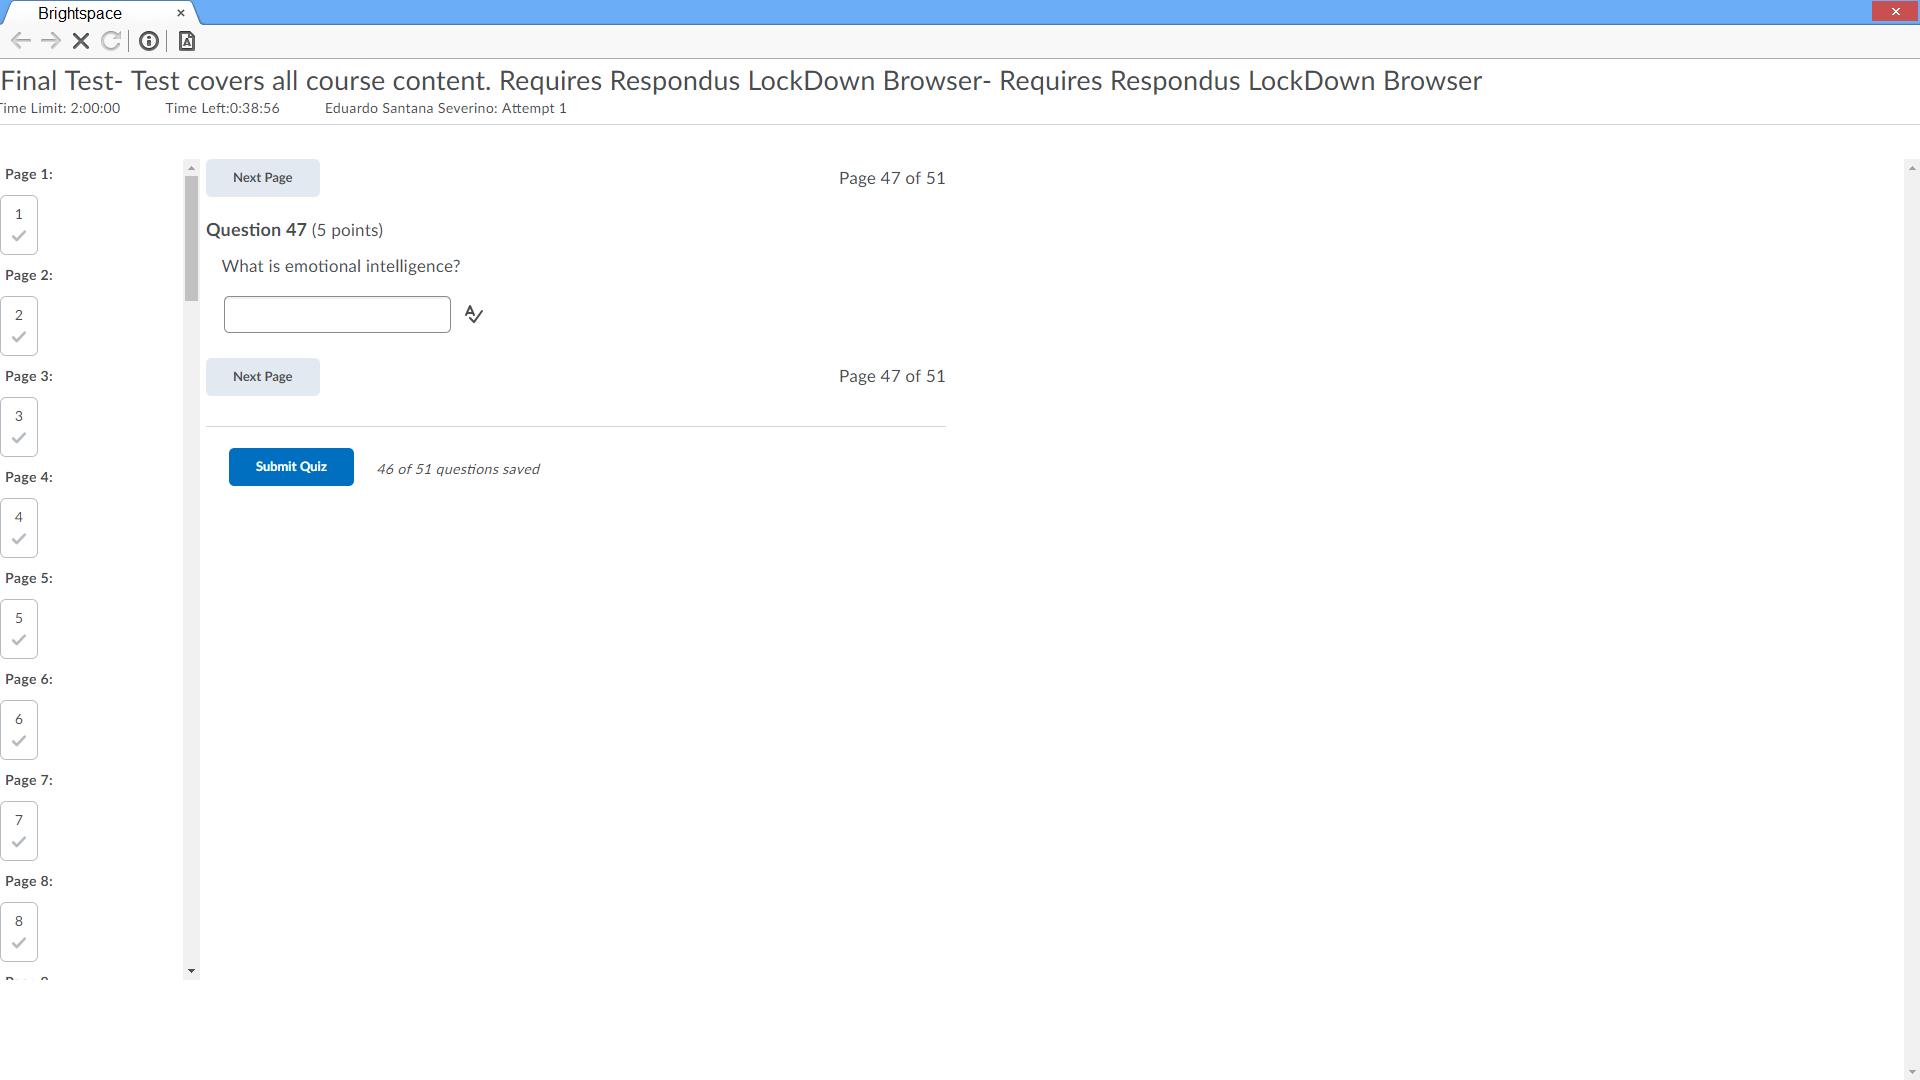 Brightspace
Final Test- Test covers all course content. Requires Respondus LockDown Browser- Requires Respondus LockDown Browser
Time Limit: 2:00:00 Time Left:0:38:56 Eduardo Santana Severino: Attempt 1
Page 1:
1
Page 2:
2
Page 3:
3
Page 4:
4
Page 5:
5
Page 6:
6
Page 7:
7
Page 8:
8
Next Page Page 47 of 51
Question 47 (5 points)
What is emotional intelligence?
Next Page Page 47 of 51
Submit Quiz 46 of 51 questions saved